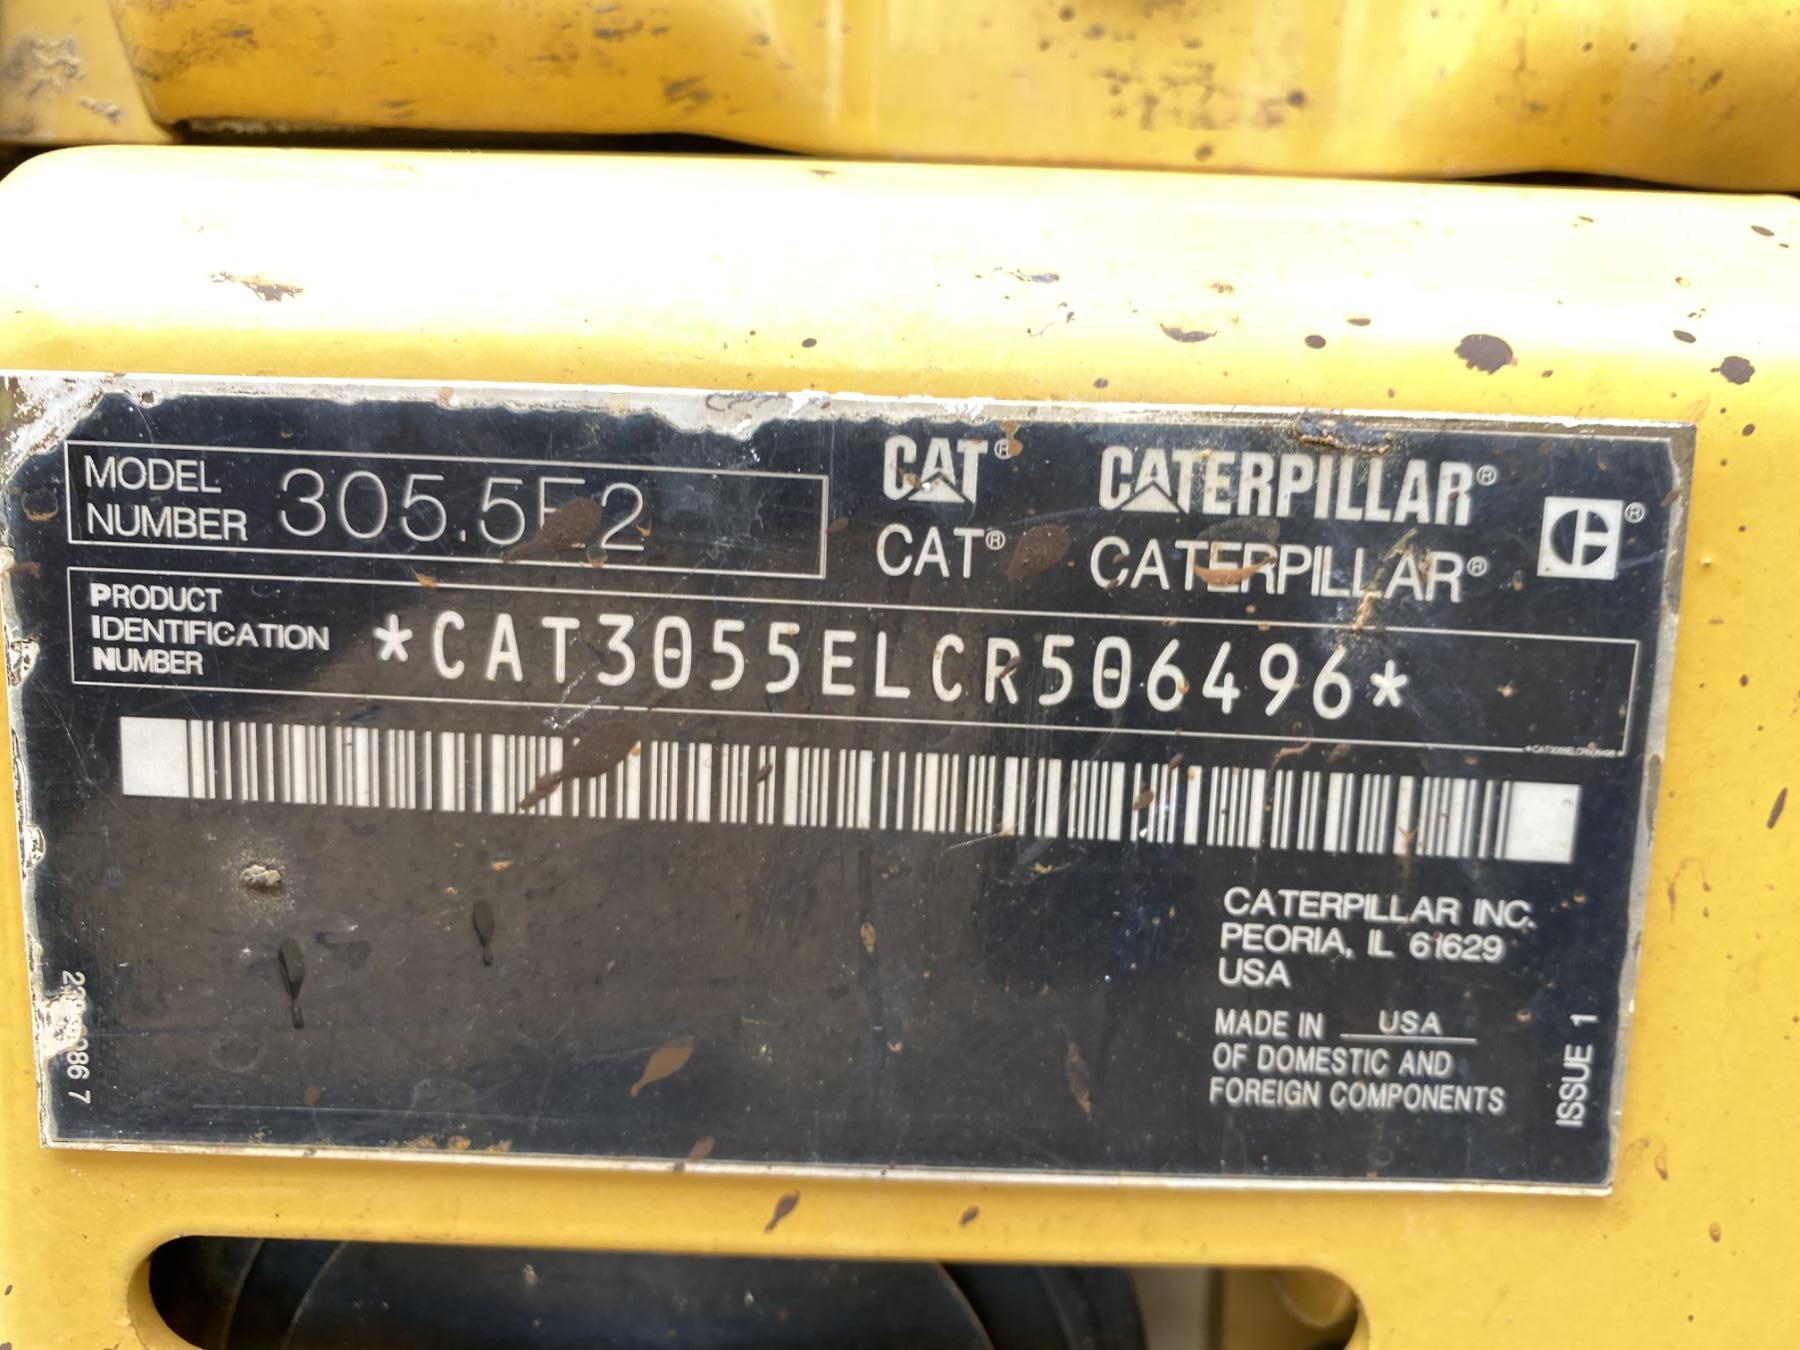 MODEL NUMBER 305.5E2
CAT® CATERPILLAR®
CAT® CATERPILLAR®
PRODUCT
IDENTIFICATION
NUMBER
*CAT3055ELCR506496*
*CAT3055ELCR506496*
CATERPILLAR INC.
PEORIA, IL 61629
USA
MADE IN USA
OF DOMESTIC AND
FOREIGN COMPONENTS
ISSUE 1